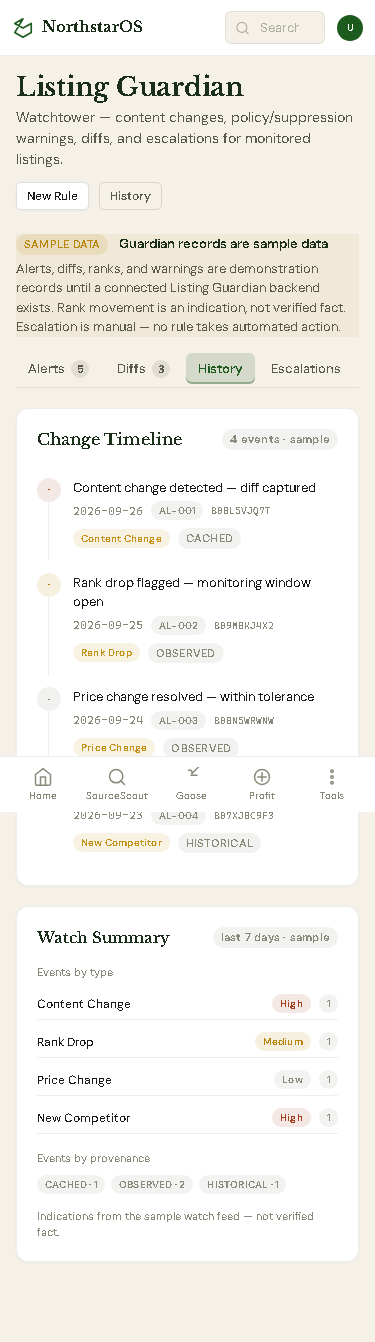 NorthstarOS
Search
U
Listing Guardian
Watchtower — content changes, policy/suppression
warnings, diffs, and escalations for monitored
listings.
New Rule
History
SAMPLE DATA Guardian records are sample data
Alerts, diffs, ranks, and warnings are demonstration
records until a connected Listing Guardian backend
exists. Rank movement is an indication, not verified fact.
Escalation is manual — no rule takes automated action.
Alerts 5 Diffs 3 History Escalations
Change Timeline 4 events · sample
Content change detected — diff captured
2026-09-26 AL-001
Content Change CACHED
Rank drop flagged — monitoring window
open
2026-09-25 AL-002
Rank Drop OBSERVED
Price change resolved — within tolerance
2026-09-24 AL-003
Price Change OBSERVED
Home SourceScout Goose Profit Tools
2026-09-23 AL-004
New Competitor HISTORICAL
Watch Summary last 7 days · sample
Events by type
Content Change High 1
Rank Drop Medium 1
Price Change Low 1
New Competitor High 1
Events by provenance
CACHED · 1 OBSERVED · 2 HISTORICAL · 1
Indications from the sample watch feed — not verified
fact.